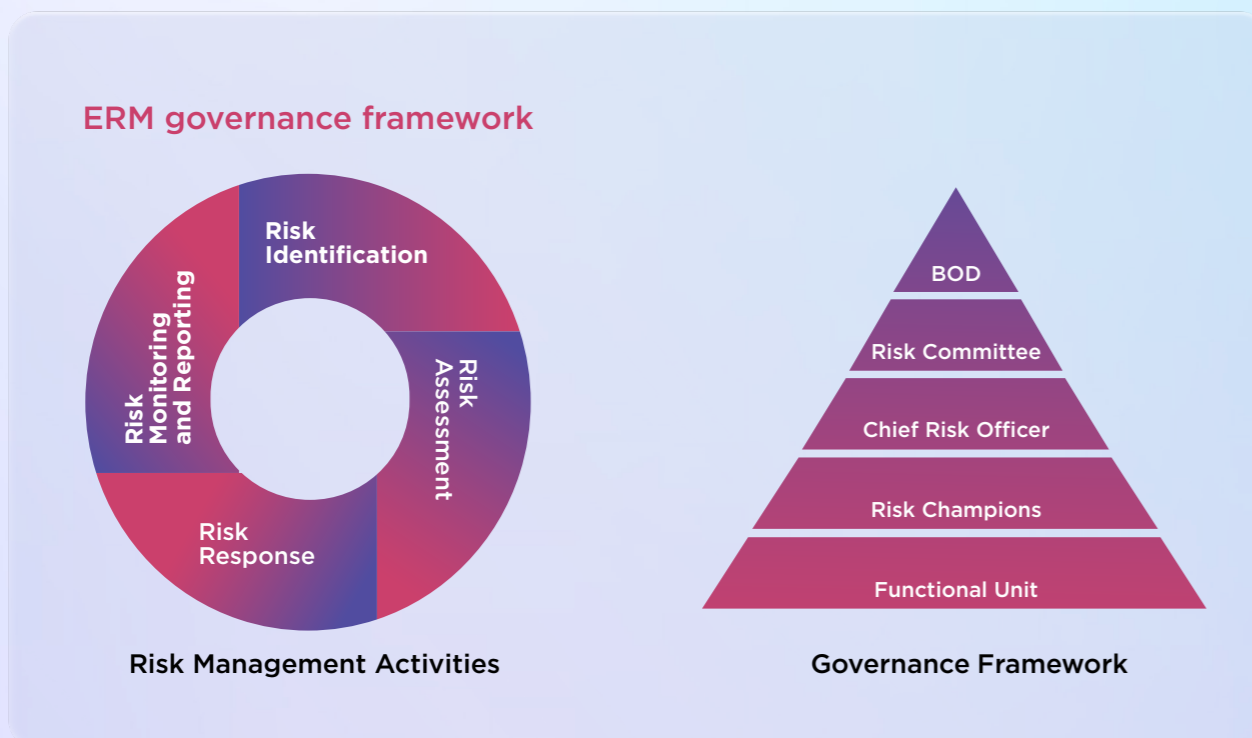 ERM governance framework
Risk
Identification
Risk
Assessment
Risk
Response
Risk
Monitoring
and Reporting
Risk Management Activities
BOD
Risk Committee
Chief Risk Officer
Risk Champions
Functional Unit
Governance Framework